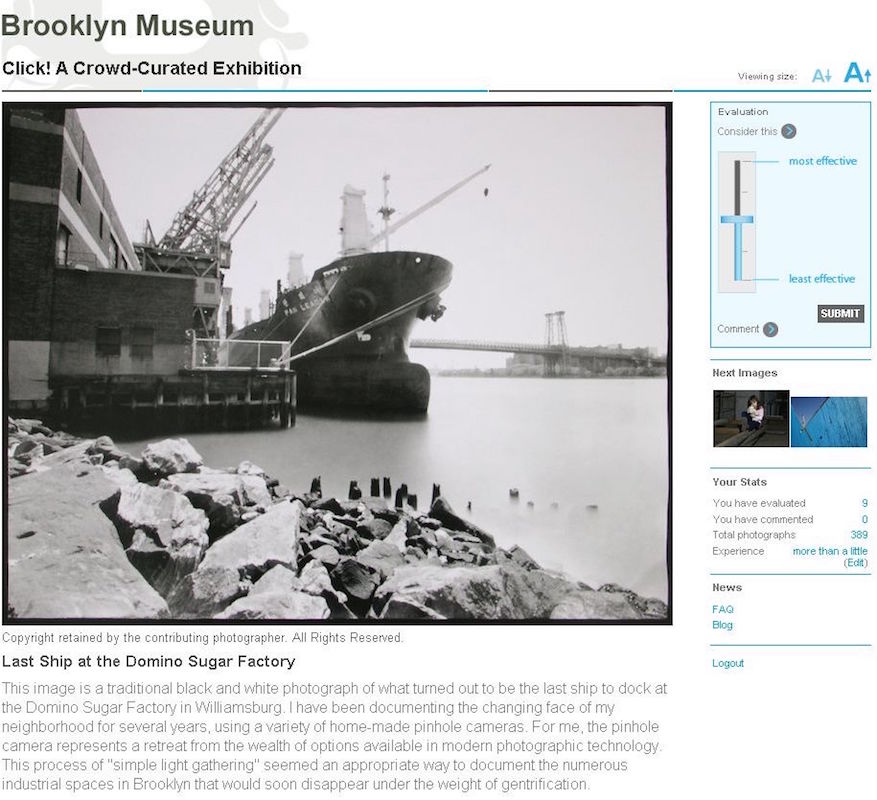 Brooklyn Museum
Click! A Crowd-Curated Exhibition
Viewing size: A A
Evaluation
Consider this
most effective
least effective
SUBMIT
Comment
Next Images
Your Stats
You have evaluated 9
You have commented 0
Total photographs 389
Experience more than a little
(Edit)
News
FAQ
Blog
Logout
Copyright retained by the contributing photographer. All Rights Reserved.
Last Ship at the Domino Sugar Factory
This image is a traditional black and white photograph of what turned out to be the last ship to dock at
the Domino Sugar Factory in Williamsburg. I have been documenting the changing face of my
neighborhood for several years, using a variety of home-made pinhole cameras. For me, the pinhole
camera represents a retreat from the wealth of options available in modern photographic technology.
This process of "simple light gathering" seemed an appropriate way to document the numerous
industrial spaces in Brooklyn that would soon disappear under the weight of gentrification.